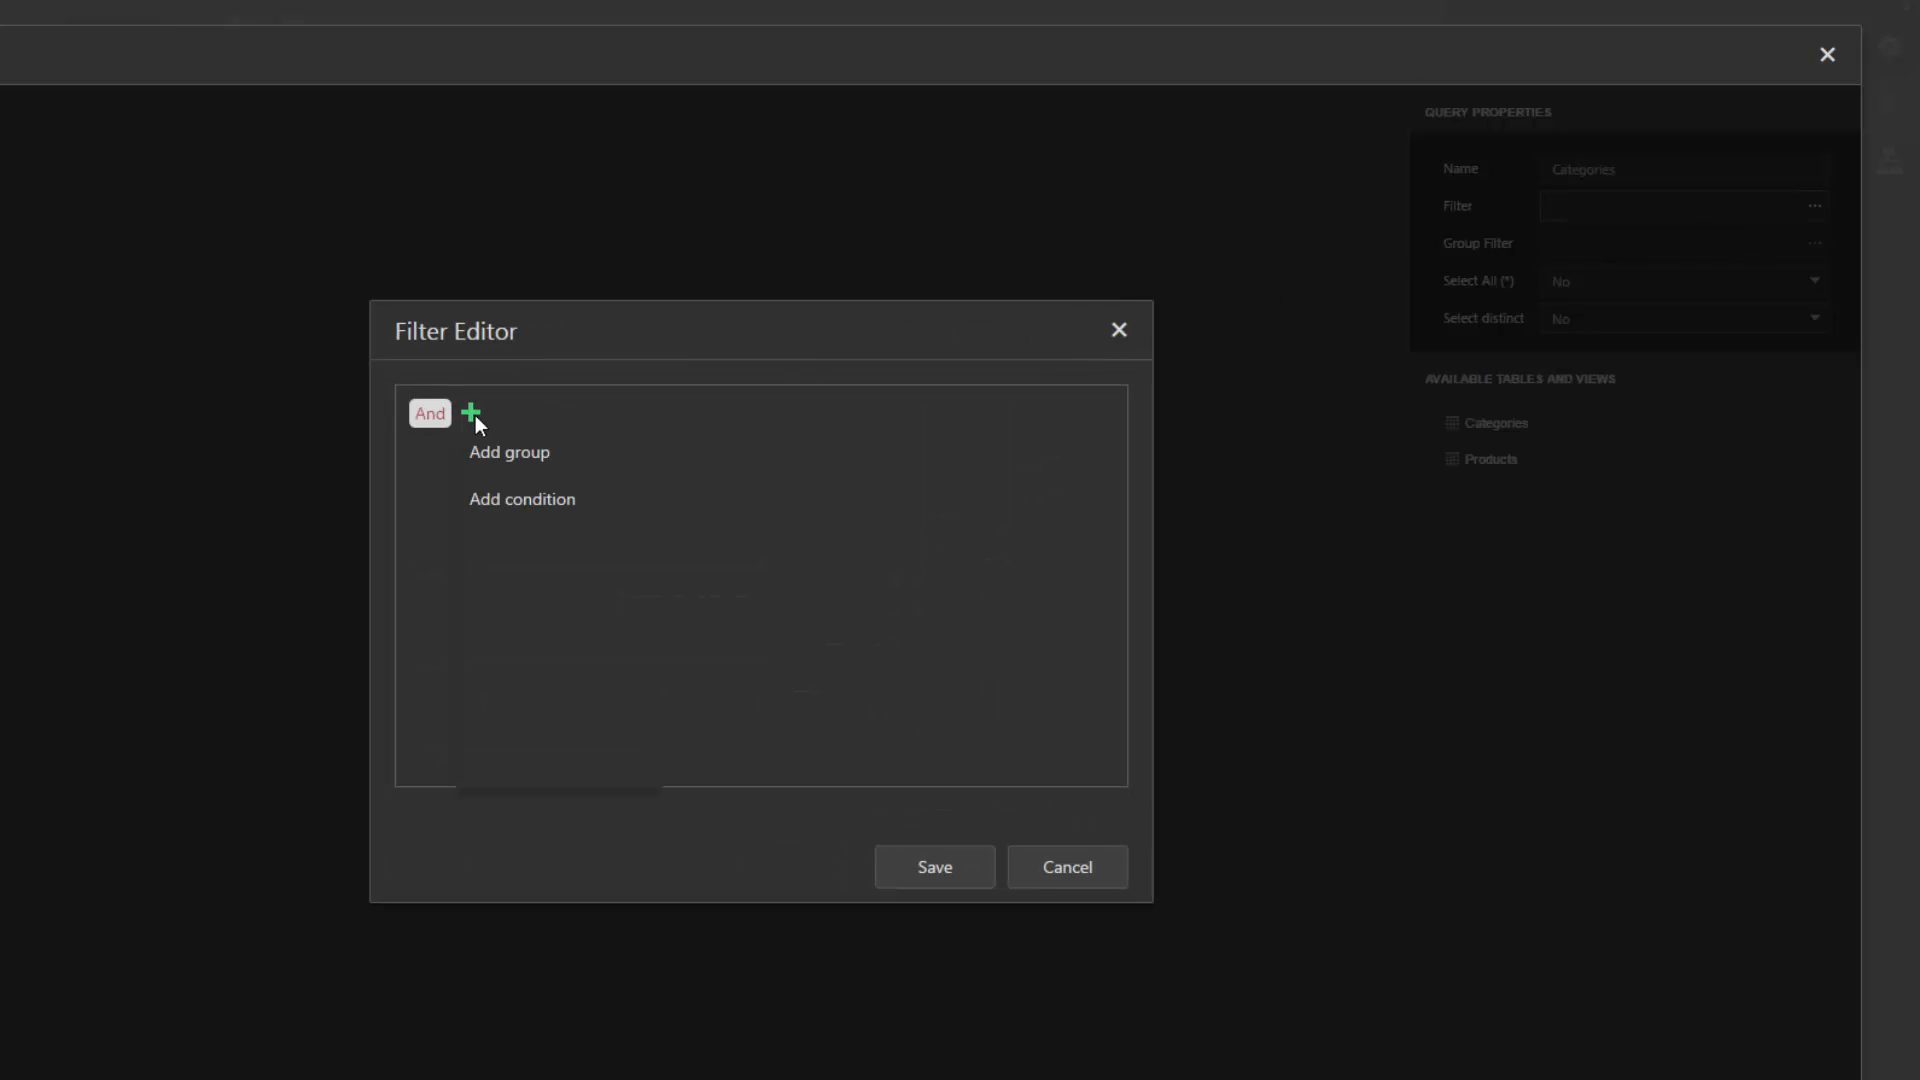 QUERY PROPERTIES
Name Categories
Filter ...
Group Filter ...
Select All (*) No
Select distinct No
AVAILABLE TABLES AND VIEWS
Categories
Products
Filter Editor
And
Add group
Add condition
Save Cancel